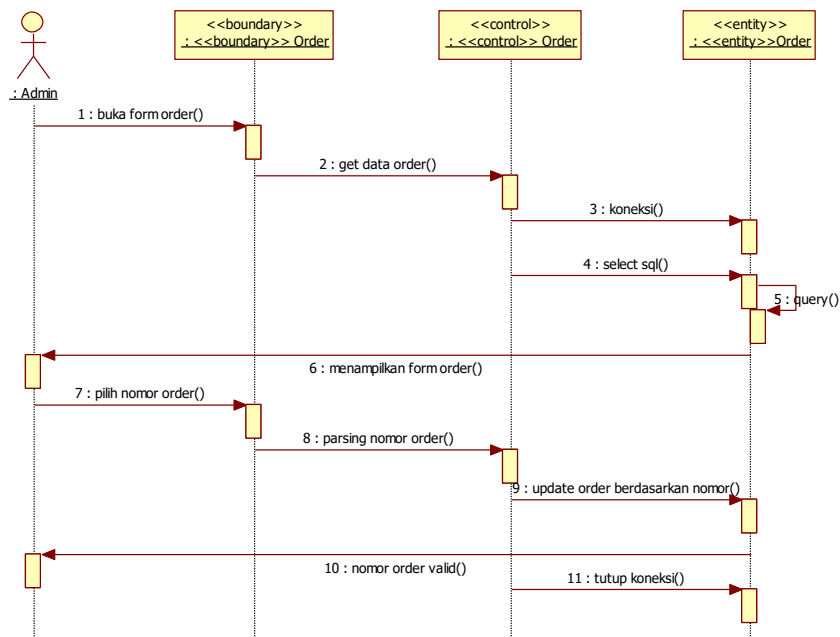 <<boundary>>
: <<boundary>> Order
<<control>>
: <<control>> Order
<<entity>>
: <<entity>>Order
: Admin
1 : buka form order()
2 : get data order()
3 : koneksi()
4 : select sql()
5 : query()
6 : menampilkan form order()
7 : pilih nomor order()
8 : parsing nomor order()
9 : update order berdasarkan nomor()
10 : nomor order valid()
11 : tutup koneksi()